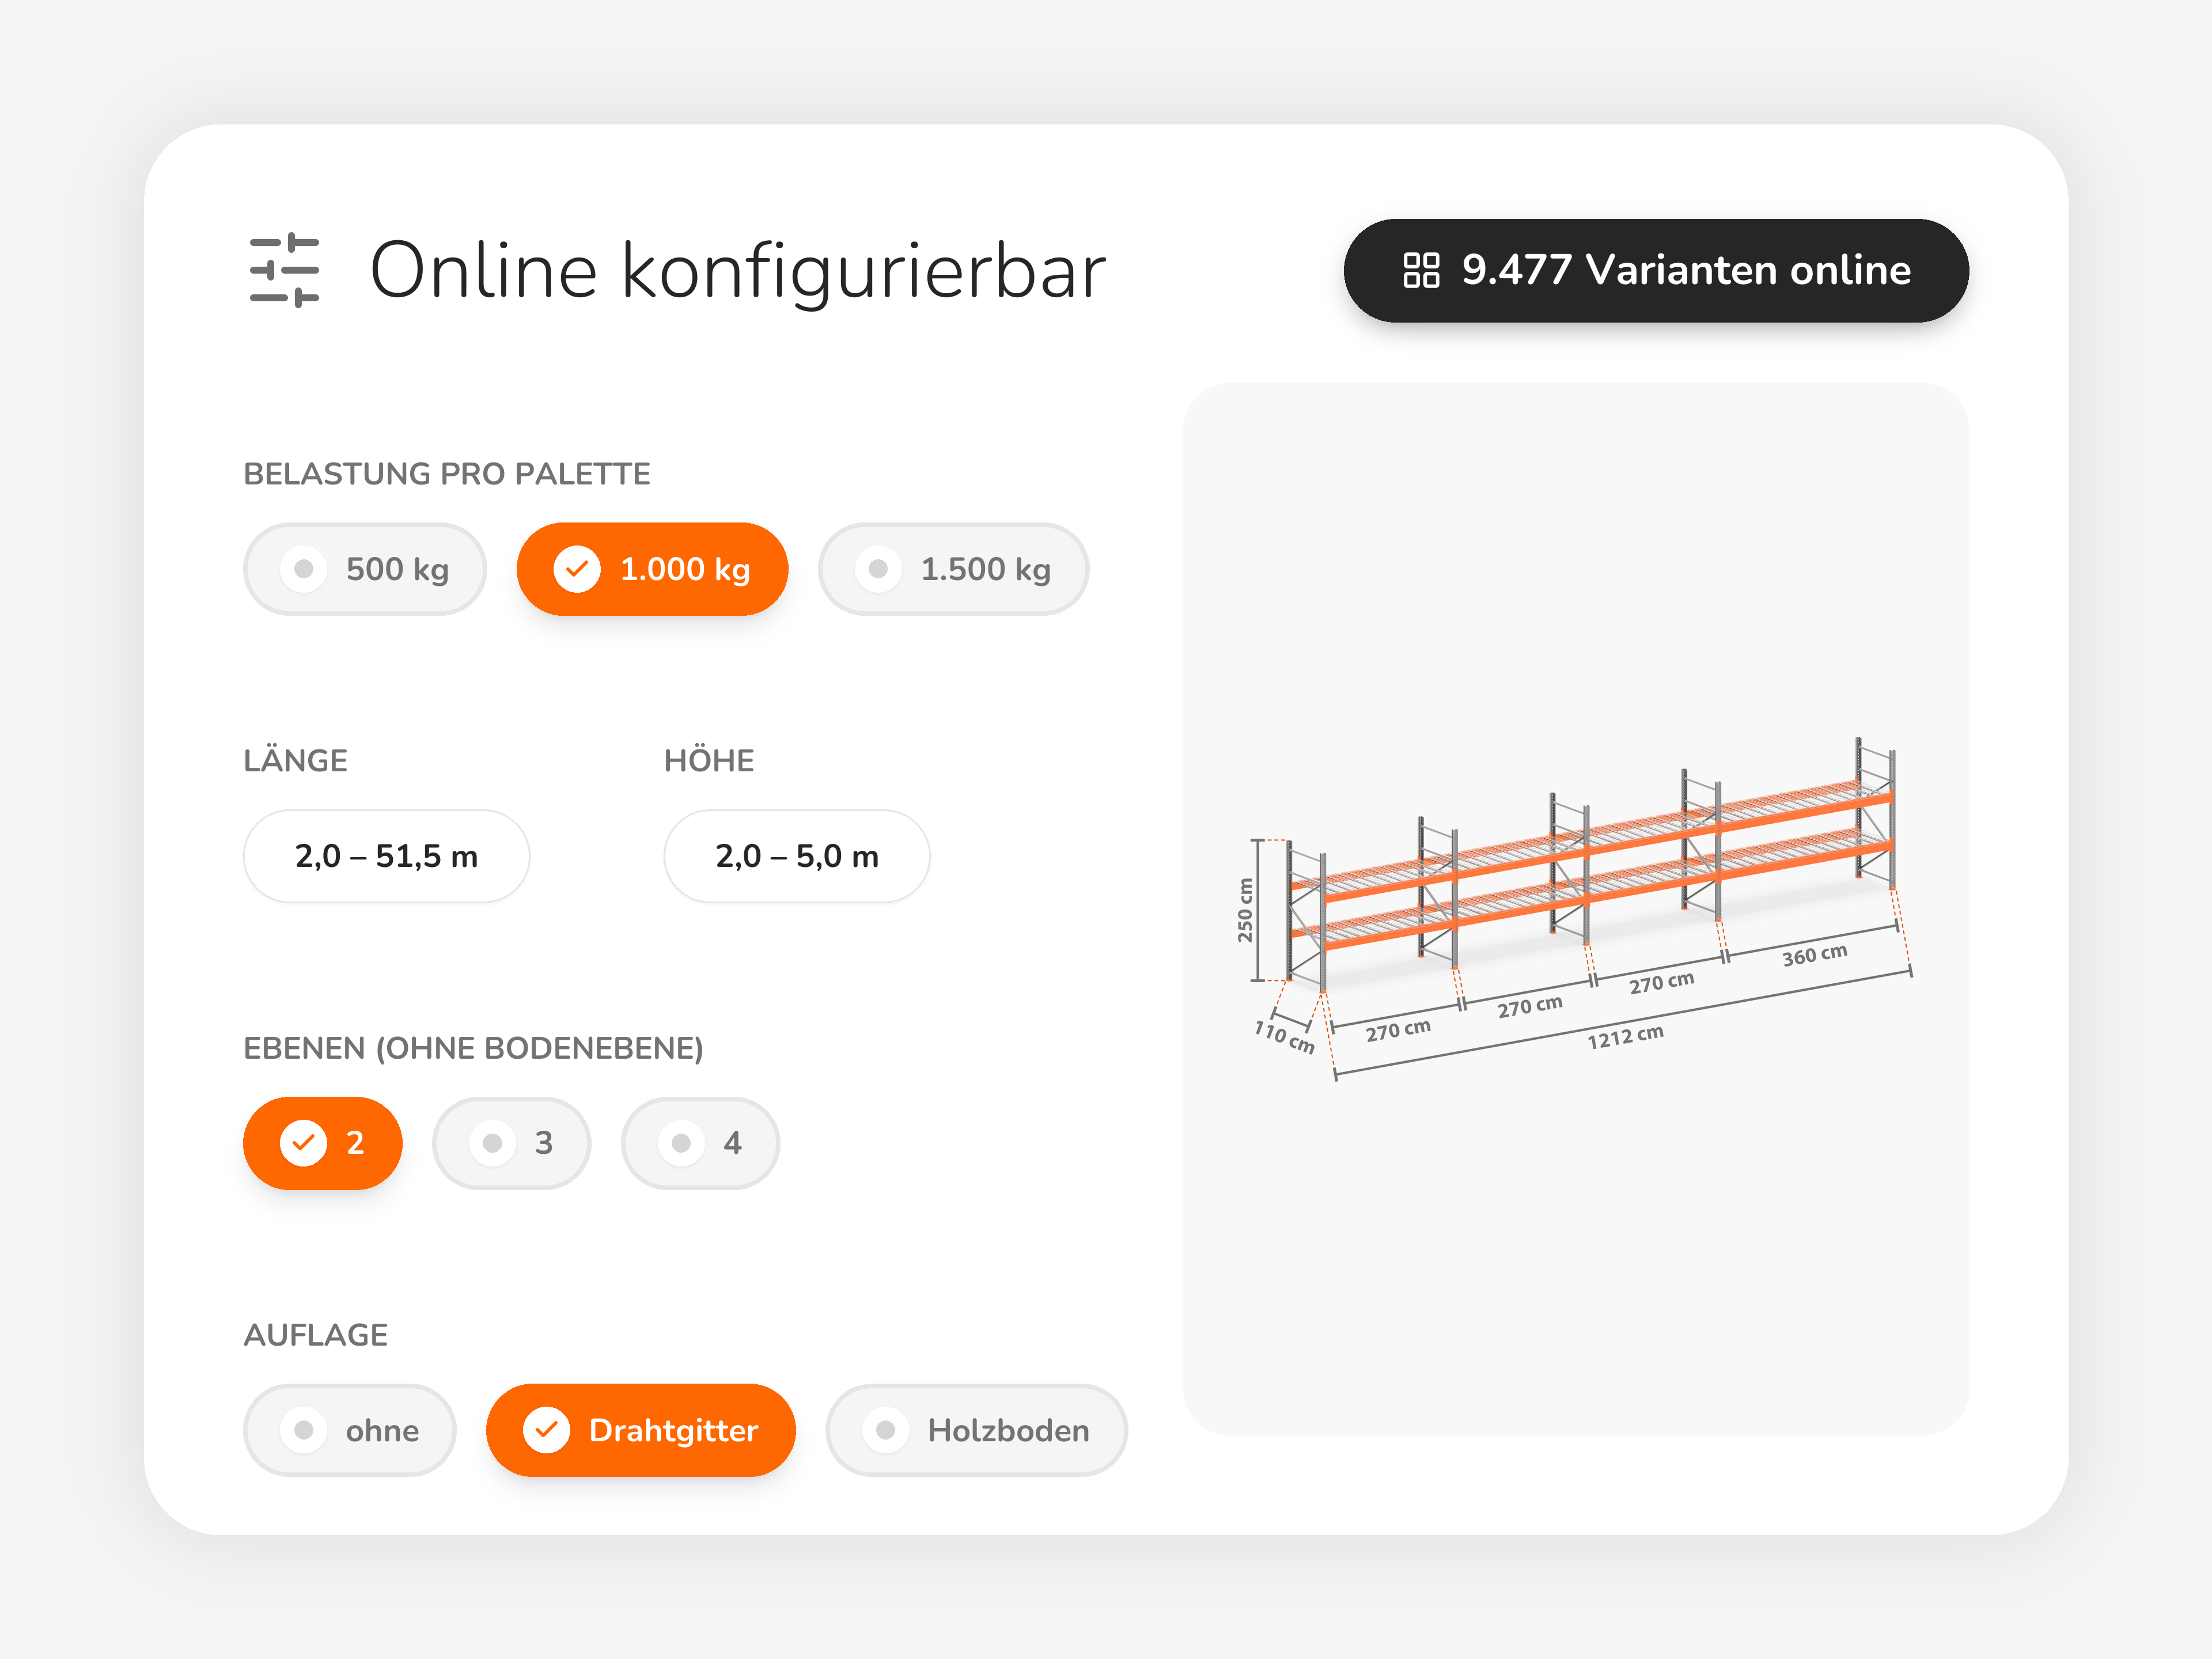 Online konfigurierbar
9.477 Varianten online
BELASTUNG PRO PALETTE
500 kg
1.000 kg
1.500 kg
LÄNGE
HÖHE
2,0 – 51,5 m
2,0 – 5,0 m
EBENEN (OHNE BODENEBENE)
2
3
4
AUFLAGE
ohne
Drahtgitter
Holzboden
250 cm
110 cm
270 cm
270 cm
270 cm
360 cm
1212 cm